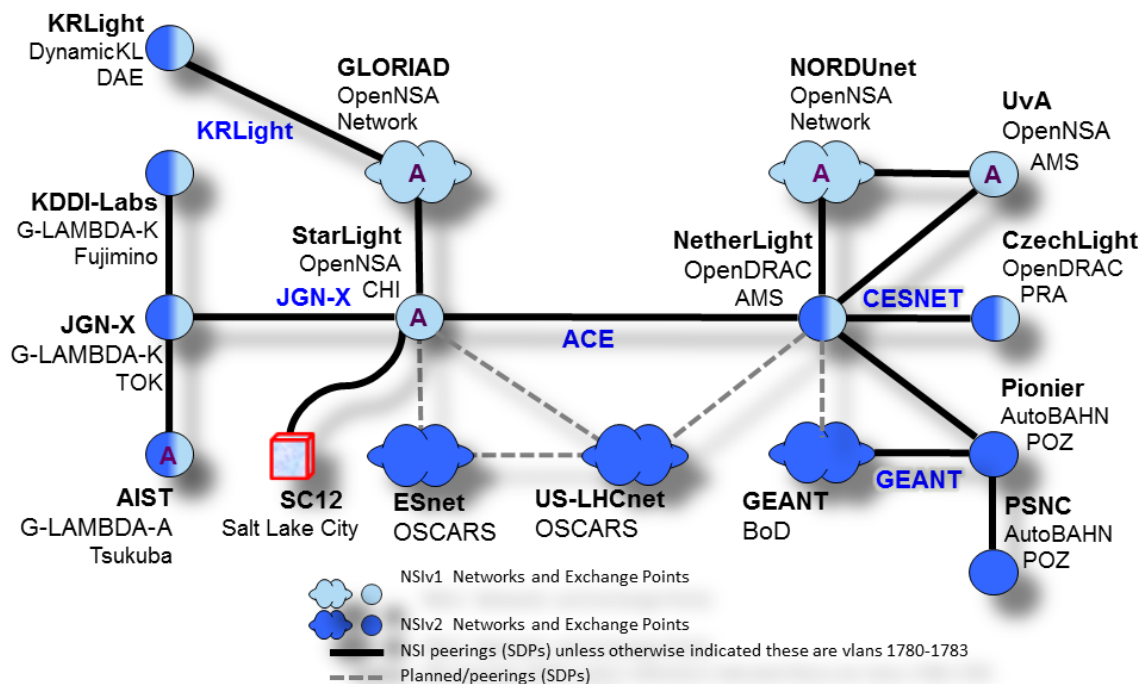 KRLight
DynamicKL
DAE
KRLight
GLORIAD
OpenNSA
Network
A
NORDUnet
OpenNSA
Network
A
UvA
OpenNSA
AMS
A
KDDI-Labs
G-LAMBDA-K
Fujimino
StarLight
OpenNSA
CHI
A
NetherLight
OpenDRAC
AMS
CzechLight
OpenDRAC
PRA
CESNET
JGN-X
ACE
JGN-X
G-LAMBDA-K
TOK
A
AIST
G-LAMBDA-A
Tsukuba
SC12
Salt Lake City
ESnet
OSCARS
US-LHCnet
OSCARS
GEANT
BoD
GEANT
Pionier
AutoBAHN
POZ
PSNC
AutoBAHN
POZ
NSIv1 Networks and Exchange Points
NSIv2 Networks and Exchange Points
NSI peerings (SDPs) unless otherwise indicated these are vlans 1780-1783
Planned/peerings (SDPs)